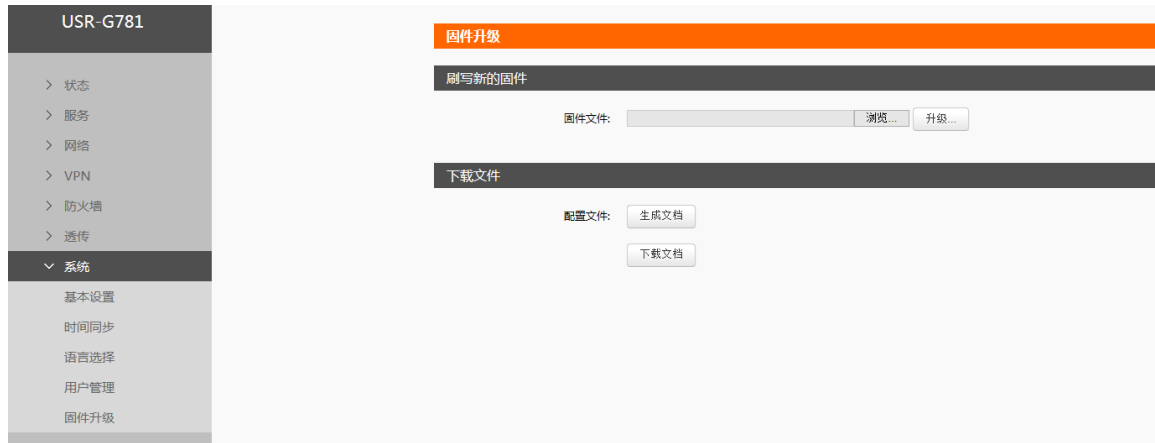 USR-G781
状态
服务
网络
VPN
防火墙
透传
系统
基本设置
时间同步
语言选择
用户管理
固件升级
固件升级
刷写新的固件
固件文件: 浏览... 升级...
下载文件
配置文件: 生成文档
下载文档